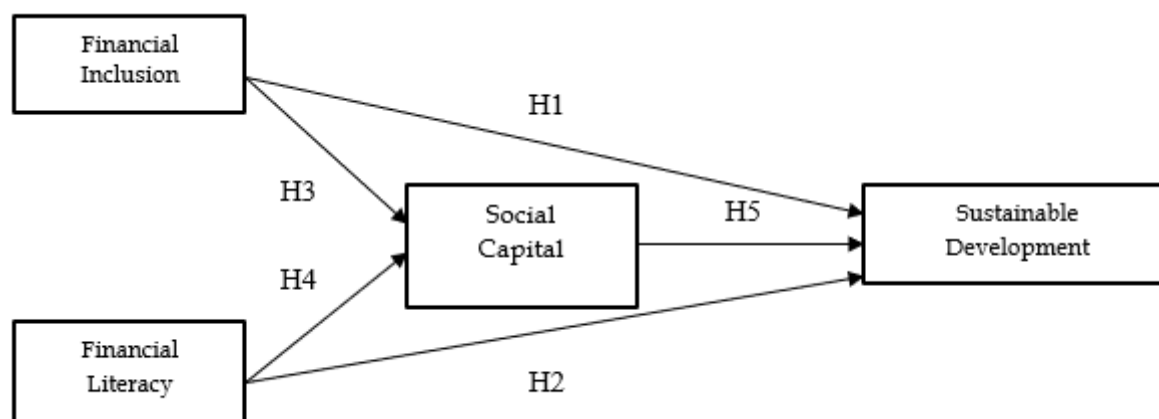 Financial
Inclusion
H1
H3
Social
Capital
H5
Sustainable
Development
H4
Financial
Literacy
H2